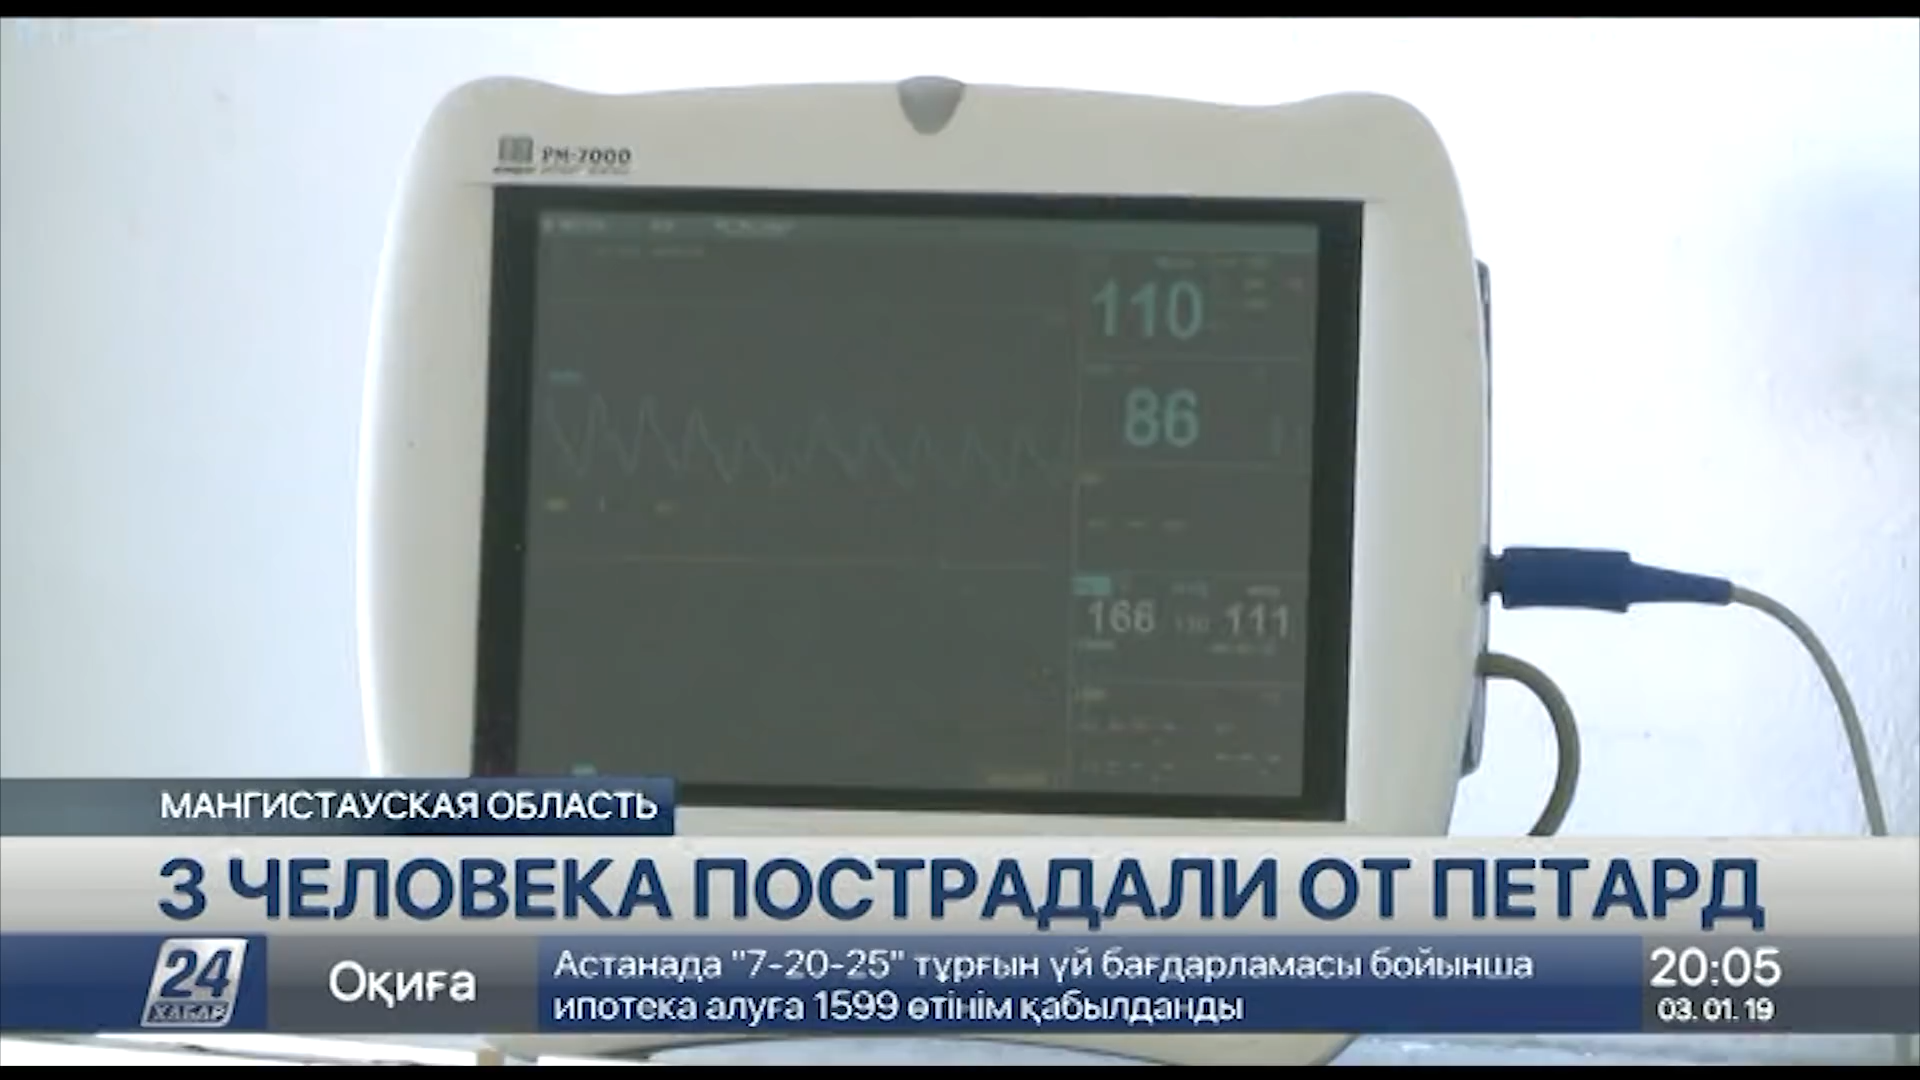 PM-7000
110
86
166
111
МАНГИСТАУСКАЯ ОБЛАСТЬ
3 ЧЕЛОВЕКА ПОСТРАДАЛИ ОТ ПЕТАРД
24
ХАБАР
Оқиға
Астанада "7-20-25" тұрғын үй бағдарламасы бойынша
ипотека алуға 1599 өтінім қабылданды
20:05
03. 01. 19